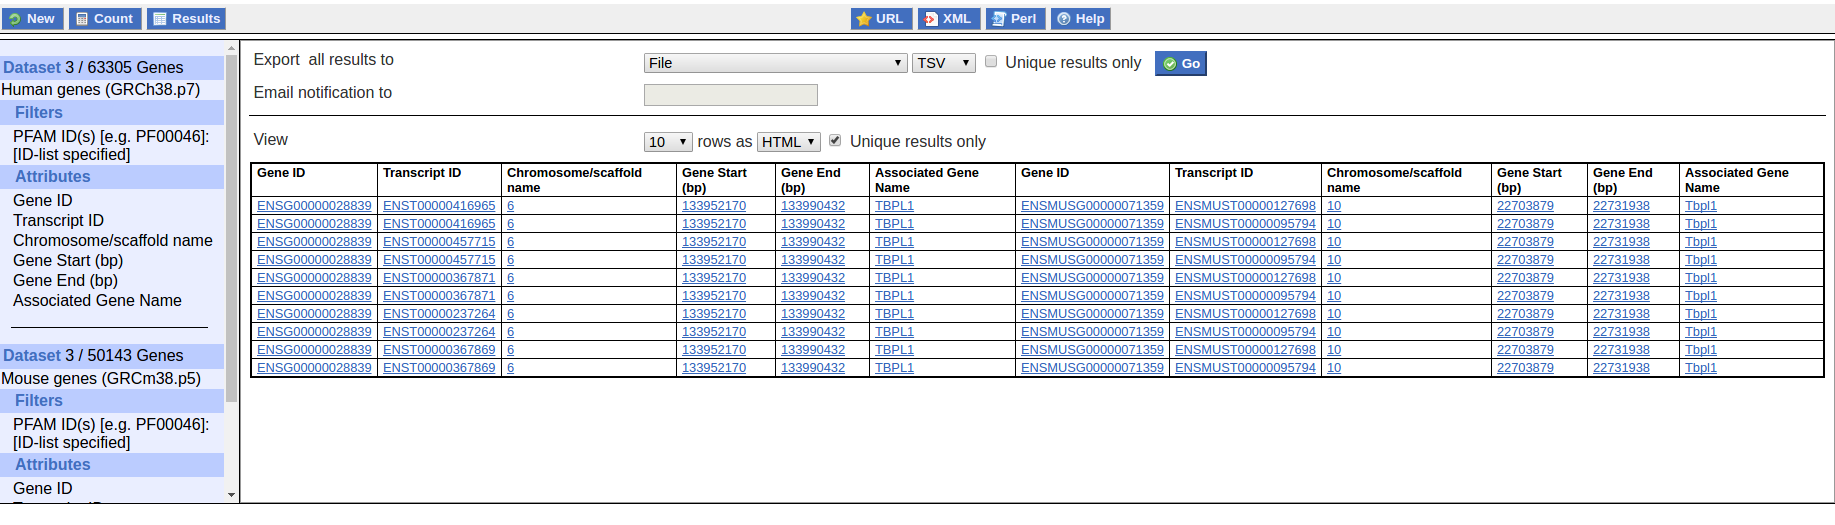 New Count Results URL XML Perl Help
Dataset 3 / 63305 Genes
Human genes (GRCh38.p7)
Filters
PFAM ID(s) [e.g. PF00046]:
[ID-list specified]
Attributes
Gene ID
Transcript ID
Chromosome/scaffold name
Gene Start (bp)
Gene End (bp)
Associated Gene Name
Dataset 3 / 50143 Genes
Mouse genes (GRCm38.p5)
Filters
PFAM ID(s) [e.g. PF00046]:
[ID-list specified]
Attributes
Gene ID
Export all results to File TSV Unique results only Go
Email notification to
View 10 rows as HTML Unique results only
Gene ID Transcript ID Chromosome/scaffold name Gene Start (bp) Gene End (bp) Associated Gene Name Gene ID Transcript ID Chromosome/scaffold name Gene Start (bp) Gene End (bp) Associated Gene Name
ENSG00000028839 ENST00000416965 6 133952170 133990432 TBPL1 ENSMUSG00000071359 ENSMUST00000127698 10 22703879 22731938 Tbpl1
ENSG00000028839 ENST00000416965 6 133952170 133990432 TBPL1 ENSMUSG00000071359 ENSMUST00000095794 10 22703879 22731938 Tbpl1
ENSG00000028839 ENST00000457715 6 133952170 133990432 TBPL1 ENSMUSG00000071359 ENSMUST00000127698 10 22703879 22731938 Tbpl1
ENSG00000028839 ENST00000457715 6 133952170 133990432 TBPL1 ENSMUSG00000071359 ENSMUST00000095794 10 22703879 22731938 Tbpl1
ENSG00000028839 ENST00000367871 6 133952170 133990432 TBPL1 ENSMUSG00000071359 ENSMUST00000127698 10 22703879 22731938 Tbpl1
ENSG00000028839 ENST00000367871 6 133952170 133990432 TBPL1 ENSMUSG00000071359 ENSMUST00000095794 10 22703879 22731938 Tbpl1
ENSG00000028839 ENST00000237264 6 133952170 133990432 TBPL1 ENSMUSG00000071359 ENSMUST00000127698 10 22703879 22731938 Tbpl1
ENSG00000028839 ENST00000237264 6 133952170 133990432 TBPL1 ENSMUSG00000071359 ENSMUST00000095794 10 22703879 22731938 Tbpl1
ENSG00000028839 ENST00000367869 6 133952170 133990432 TBPL1 ENSMUSG00000071359 ENSMUST00000127698 10 22703879 22731938 Tbpl1
ENSG00000028839 ENST00000367869 6 133952170 133990432 TBPL1 ENSMUSG00000071359 ENSMUST00000095794 10 22703879 22731938 Tbpl1